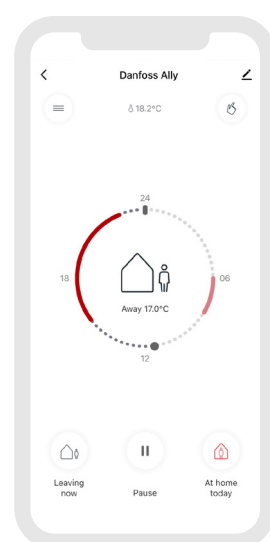 Danfoss Ally
18.2°C
24
18
06
Away 17.0°C
12
Leaving
now
Pause
At home
today